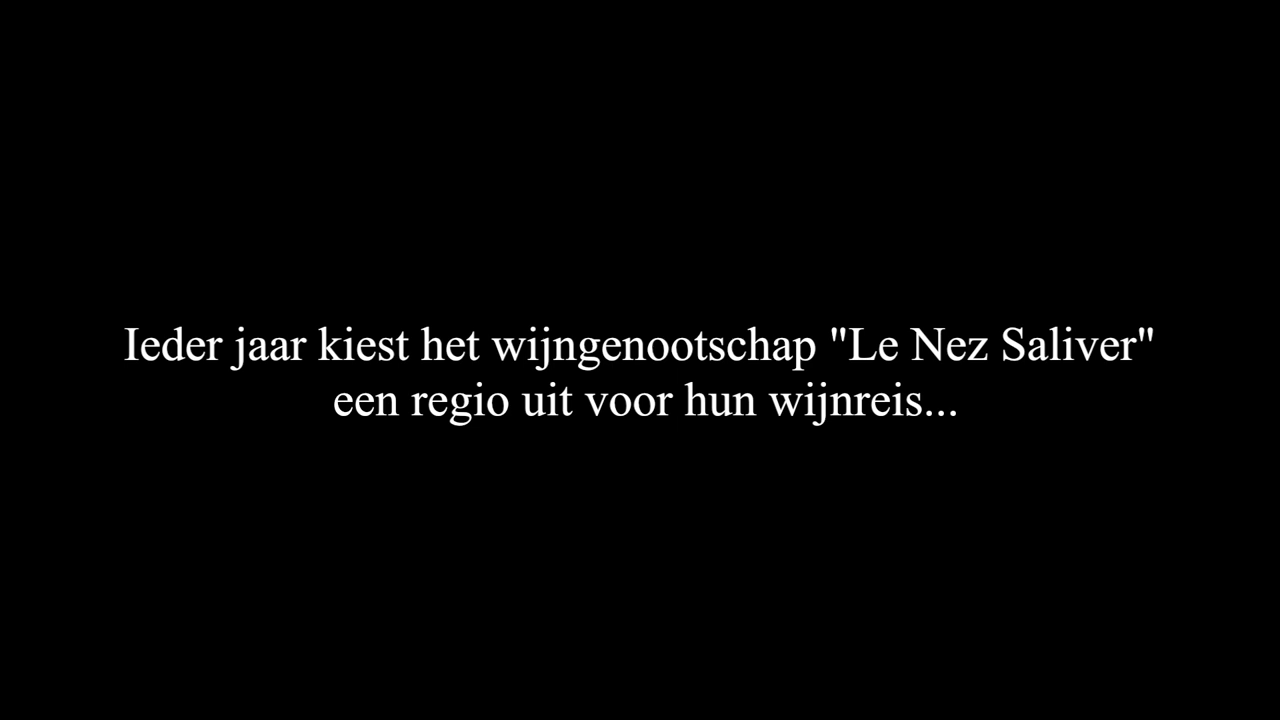 Ieder jaar kiest het wijngenootschap "Le Nez Saliver"
een regio uit voor hun wijnreis...